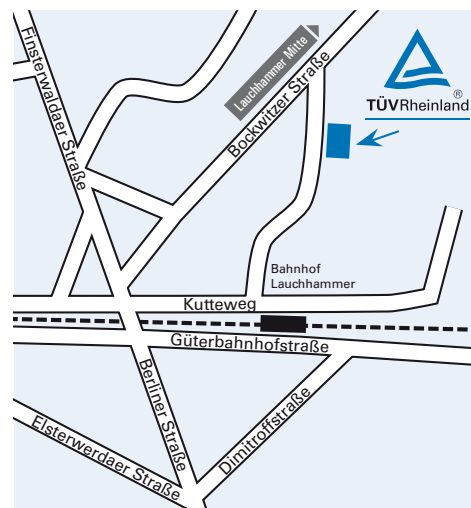 Finsterwaldaer Straße
Lauchhammer Mitte
Bockwitzer Straße
®
TÜVRheinland
Bahnhof
Lauchhammer
Kutteweg
Güterbahnhofstraße
Berliner Straße
Dimitroffstraße
Elsterwerdaer Straße